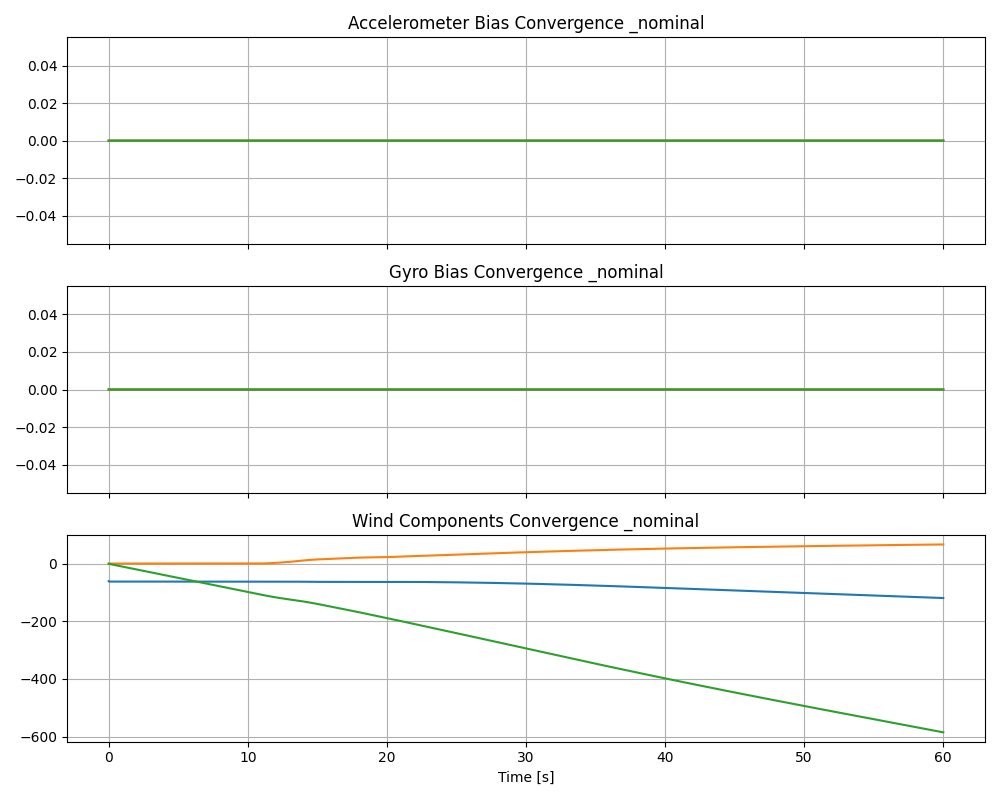 Accelerometer Bias Convergence _nominal
0.04
0.02
0.00
−0.02
−0.04
Gyro Bias Convergence _nominal
0.04
0.02
0.00
−0.02
−0.04
Wind Components Convergence _nominal
0
−200
−400
−600
0 10 20 30 40 50 60
Time [s]